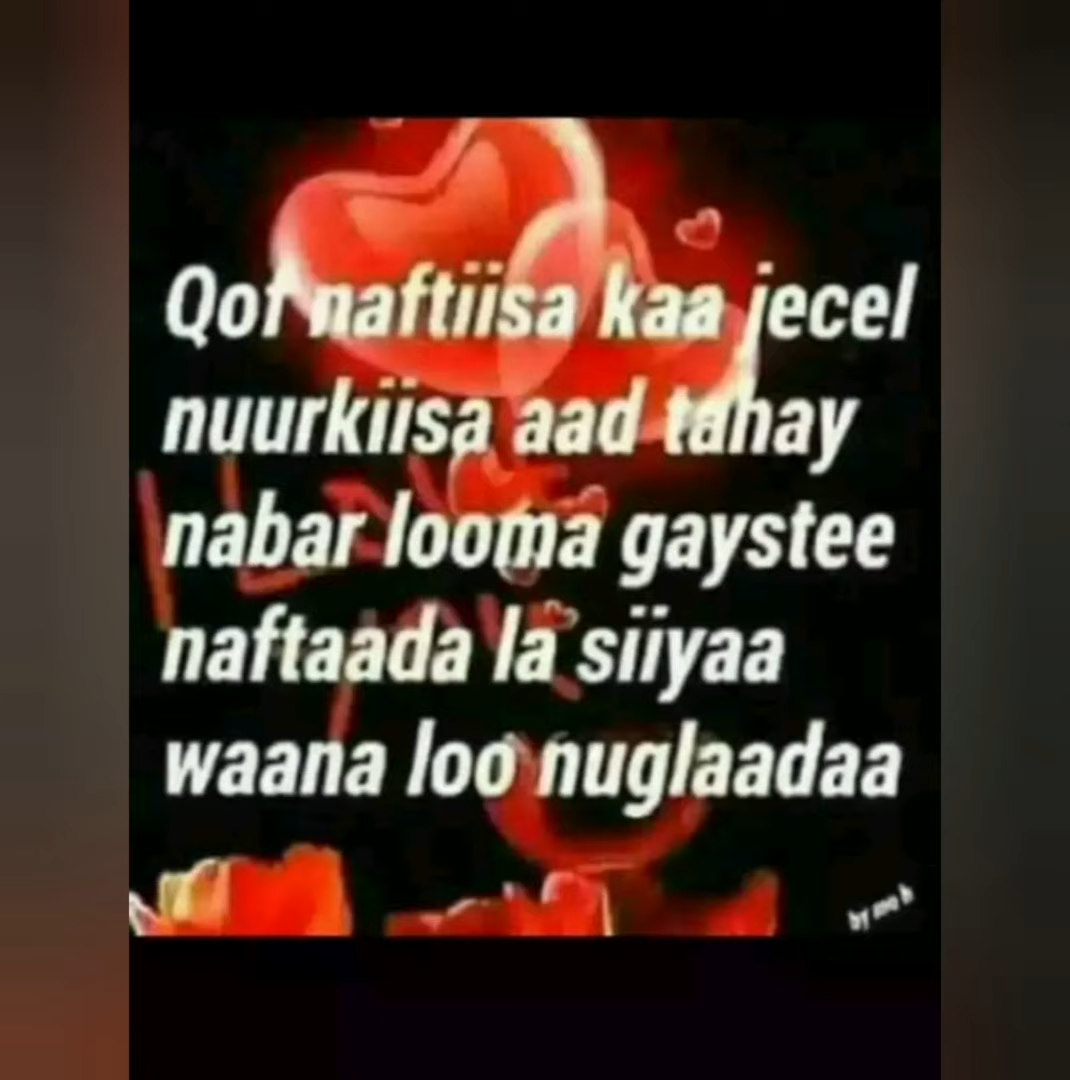 Qof naftiisa kaa jecel
nuurkiisa aad tahay
nabar looma gaystee
naftaada la siiyaa
waana loo nuglaadaa